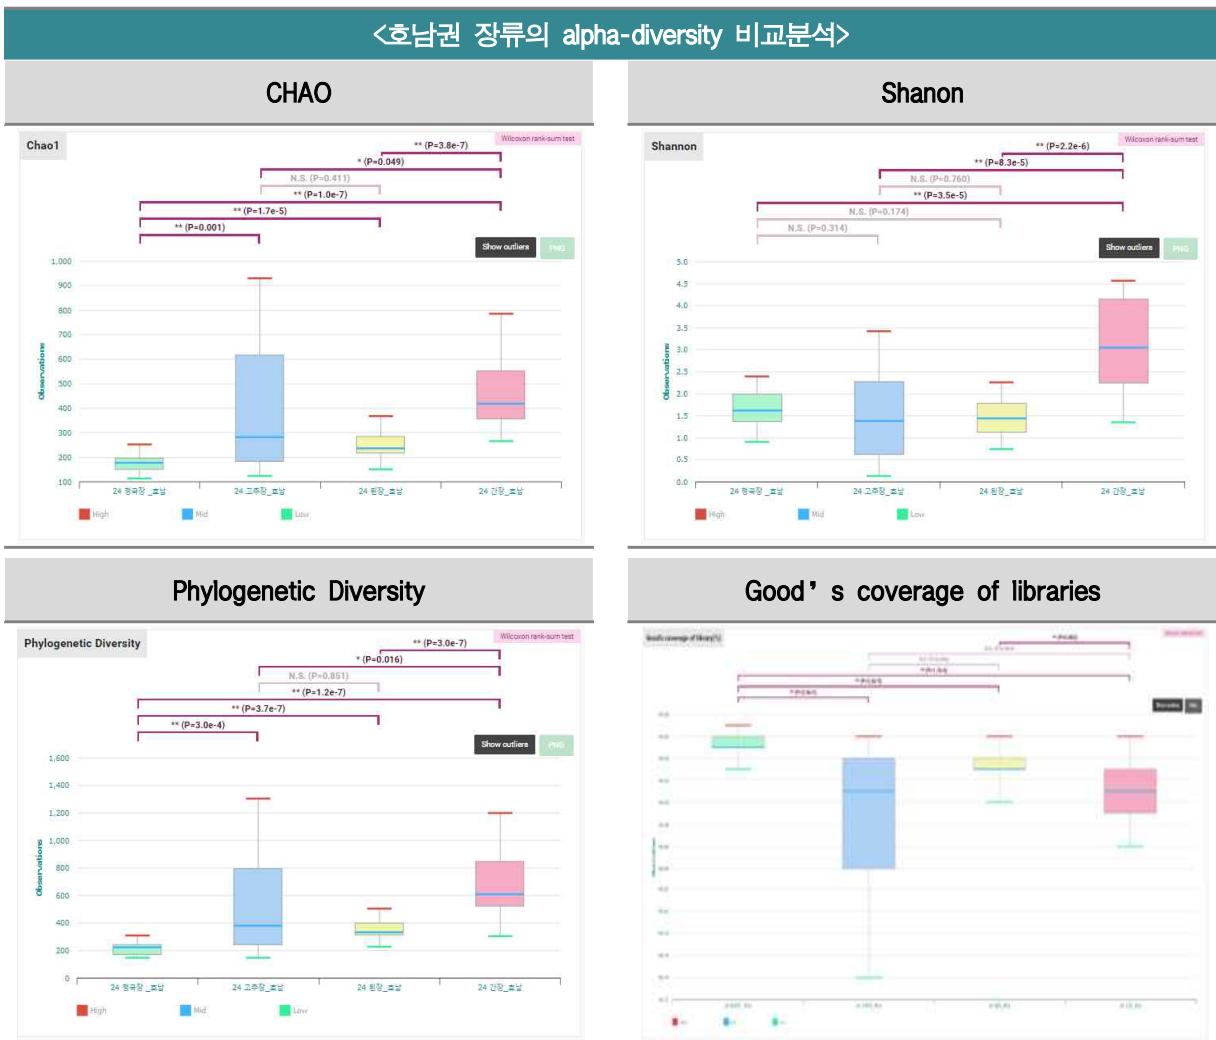 <호남권 장류의 alpha-diversity 비교분석>
CHAO
Shanon
Chao1
Wilcoxon rank-sum test
** (P=3.8e-7)
* (P=0.049)
N.S. (P=0.411)
** (P=1.0e-7)
** (P=1.7e-5)
** (P=0.001)
Show outliers
PNG
1,000
900
800
700
600
500
400
300
200
100
Observations
24 청국장 _호남
24 고추장_호남
24 된장_호남
24 간장_호남
High
Mid
Low
Shannon
Wilcoxon rank-sum test
** (P=2.2e-6)
** (P=8.3e-5)
N.S. (P=0.760)
** (P=3.5e-5)
N.S. (P=0.174)
N.S. (P=0.314)
Show outliers
PNG
5.0
4.5
4.0
3.5
3.0
2.5
2.0
1.5
1.0
0.5
0.0
Observations
24 청국장 _호남
24 고추장_호남
24 된장_호남
24 간장_호남
High
Mid
Low
Phylogenetic Diversity
Good’s coverage of libraries
Phylogenetic Diversity
Wilcoxon rank-sum test
** (P=3.0e-7)
* (P=0.016)
N.S. (P=0.851)
** (P=1.2e-7)
** (P=3.7e-7)
** (P=3.0e-4)
Show outliers
PNG
1,600
1,400
1,200
1,000
800
600
400
200
0
Observations
24 청국장 _호남
24 고추장_호남
24 된장_호남
24 간장_호남
High
Mid
Low
Good's coverage of library(%)